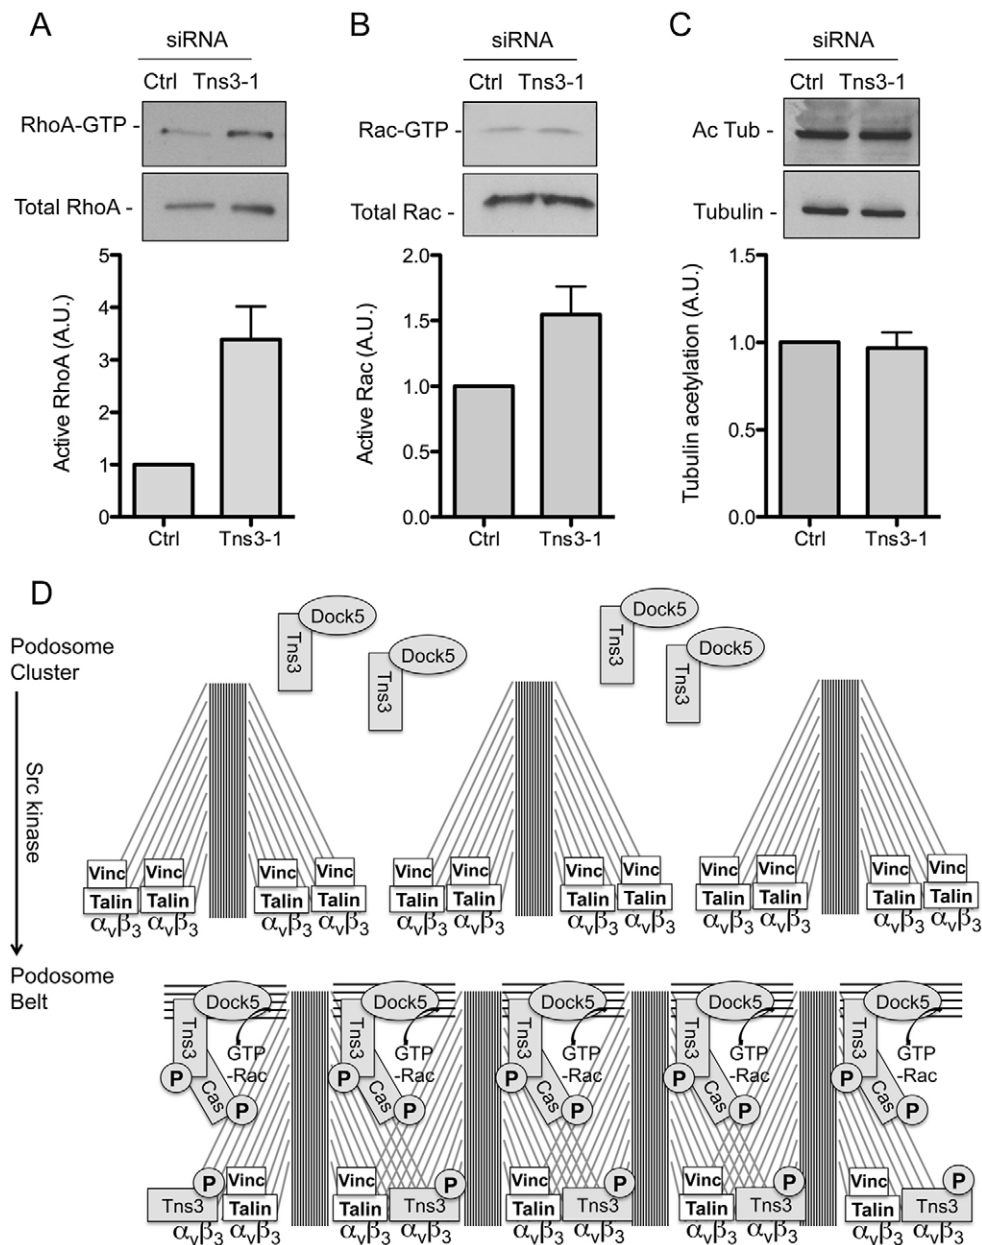 A
siRNA
Ctrl Tns3-1
RhoA-GTP -
Total RhoA -
5
4
3
2
1
0
Active RhoA (A.U.)
Ctrl Tns3-1
B
siRNA
Ctrl Tns3-1
Rac-GTP -
Total Rac -
2.0
1.5
1.0
0.5
0.0
Active Rac (A.U.)
Ctrl Tns3-1
C
siRNA
Ctrl Tns3-1
Ac Tub -
Tubulin -
1.5
1.0
0.5
0.0
Tubulin acetylation (A.U.)
Ctrl Tns3-1
D
Podosome
Cluster
Src kinase
Podosome
Belt
Dock5
Tns3
Dock5
Tns3
Dock5
Tns3
Dock5
Tns3
Vinc Vinc Vinc Vinc
Talin Talin Talin Talin
αvβ3 αvβ3 αvβ3 αvβ3
Vinc Vinc Vinc Vinc
Talin Talin Talin Talin
αvβ3 αvβ3 αvβ3 αvβ3
Vinc Vinc Vinc Vinc
Talin Talin Talin Talin
αvβ3 αvβ3 αvβ3 αvβ3
Dock5 Dock5 Dock5 Dock5 Dock5
Tns3 Tns3 Tns3 Tns3 Tns3
GTP GTP GTP GTP GTP
-Rac -Rac -Rac -Rac -Rac
P P P P P
Cas Cas Cas Cas Cas
P P P P P
P P P P P
Vinc Vinc Vinc Vinc Vinc
Tns3 Talin Talin Tns3 Talin Tns3 Talin Tns3 Talin Tns3
αvβ3 αvβ3 αvβ3 αvβ3 αvβ3 αvβ3 αvβ3 αvβ3 αvβ3 αvβ3